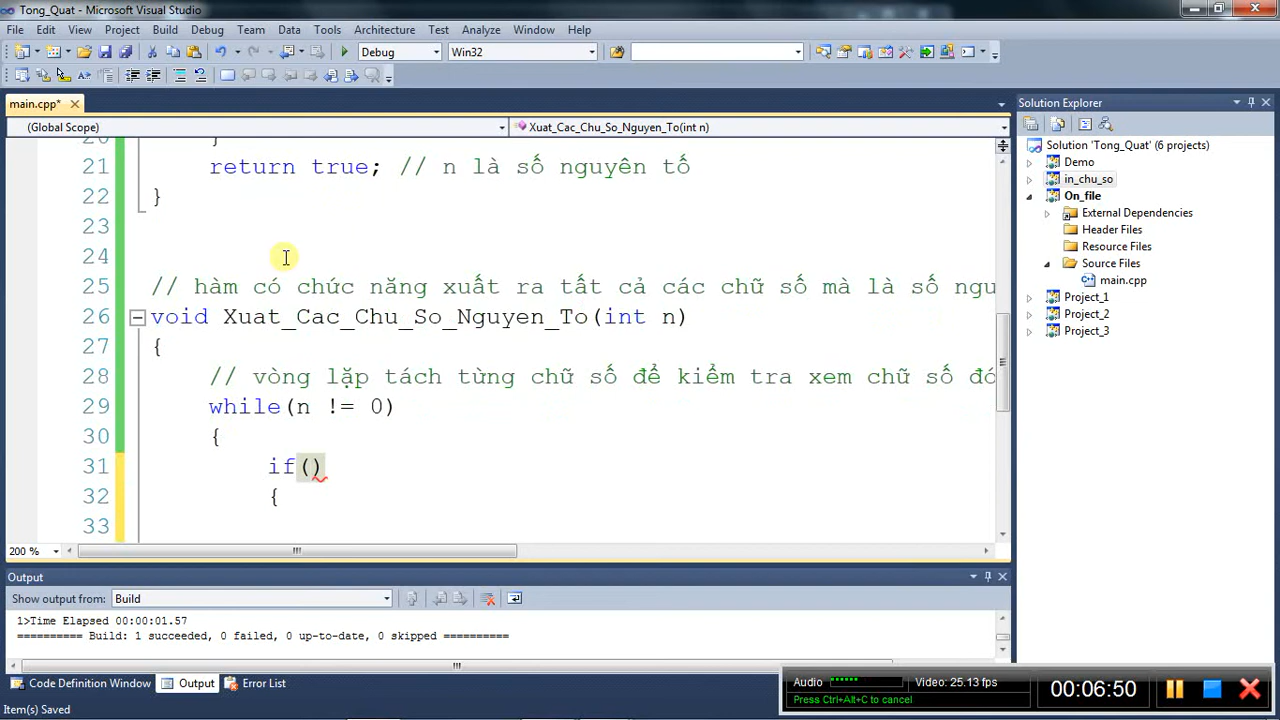 Tong_Quat - Microsoft Visual Studio
File Edit View Project Build Debug Team Data Tools Architecture Test Analyze Window Help
Debug Win32
main.cpp* Solution Explorer
(Global Scope) Xuat_Cac_Chu_So_Nguyen_To(int n)
Solution 'Tong_Quat' (6 projects)
Demo
in_chu_so
On_file
External Dependencies
Header Files
Resource Files
Source Files
main.cpp
Project_1
Project_2
Project_3
20 }
21 return true; // n là số nguyên tố
22 }
23
24
25 // hàm có chức năng xuất ra tất cả các chữ số mà là số ngu
26 void Xuat_Cac_Chu_So_Nguyen_To(int n)
27 {
28 // vòng lặp tách từng chữ số để kiểm tra xem chữ số đó
29 while(n != 0)
30 {
31 if()
32 {
33
200 %
Output
Show output from: Build
1>Time Elapsed 00:00:01.57
========== Build: 1 succeeded, 0 failed, 0 up-to-date, 0 skipped ==========
Code Definition Window Output Error List
Item(s) Saved
Audio Video: 25.13 fps
Press Ctrl+Alt+C to cancel
00:06:50